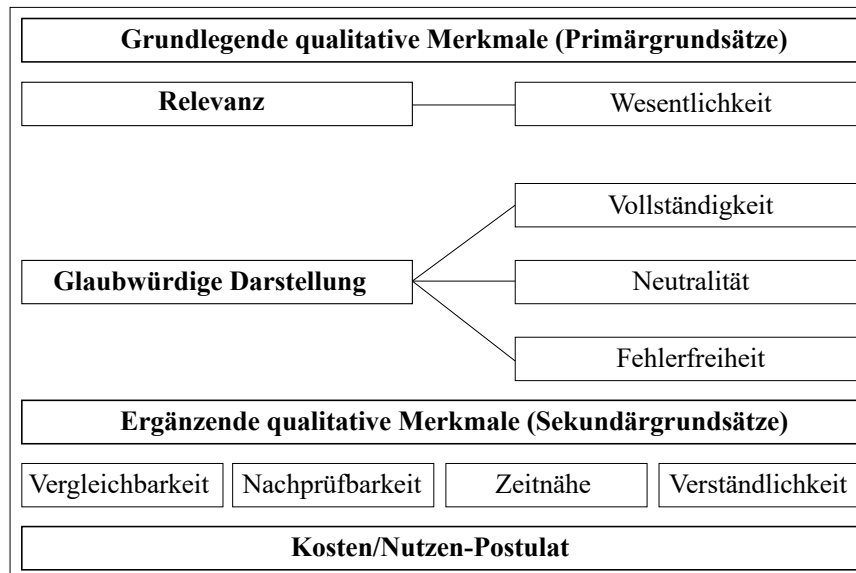 Grundlegende qualitative Merkmale (Primärgrundsätze)
Relevanz
Wesentlichkeit
Vollständigkeit
Glaubwürdige Darstellung
Neutralität
Fehlerfreiheit
Ergänzende qualitative Merkmale (Sekundärgrundsätze)
Vergleichbarkeit
Nachprüfbarkeit
Zeitnähe
Verständlichkeit
Kosten/Nutzen-Postulat